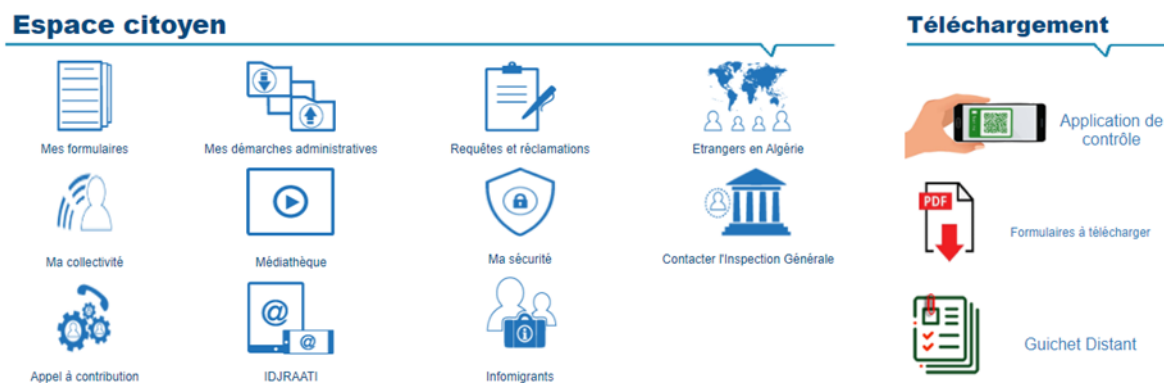 Espace citoyen
Mes formulaires
Mes démarches administratives
Requêtes et réclamations
Etrangers en Algérie
Ma collectivité
Médiathèque
Ma sécurité
Contacter l'Inspection Générale
Appel à contribution
IDJRAATI
Infomigrants
Téléchargement
Application de
contrôle
PDF
Formulaires à télécharger
Guichet Distant